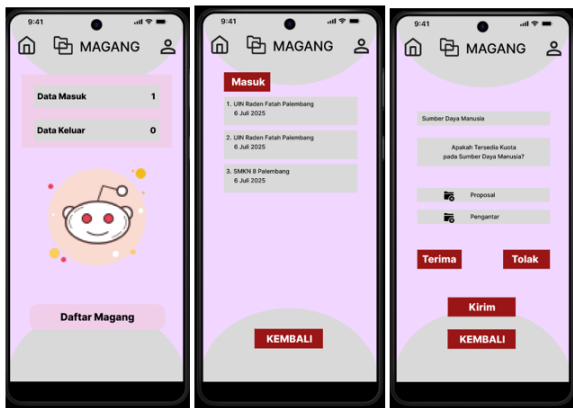 9:41
MAGANG
Data Masuk 1
Data Keluar 0
Daftar Magang
9:41
MAGANG
Masuk
1. UIN Raden Fatah Palembang
6 Juli 2025
2. UIN Raden Fatah Palembang
6 Juli 2025
3. SMKN 8 Palembang
6 Juli 2025
KEMBALI
9:41
MAGANG
Sumber Daya Manusia
Apakah Tersedia Kuota
pada Sumber Daya Manusia?
Proposal
Pengantar
Terima Tolak
Kirim
KEMBALI